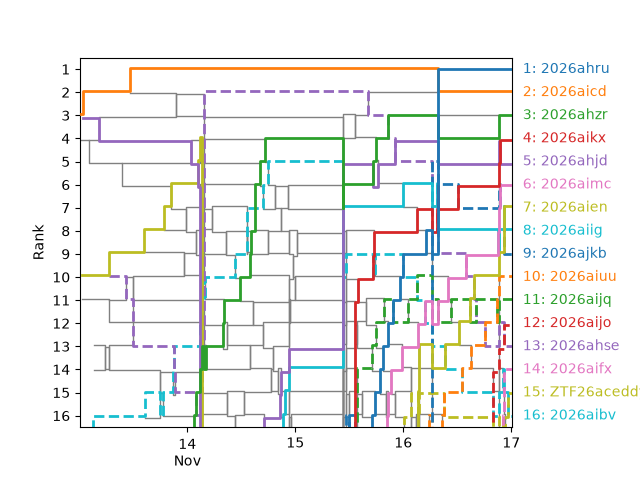 Rank
1
2
3
4
5
6
7
8
9
10
11
12
13
14
15
16
14
15
16
17
Nov
1: 2026ahru
2: 2026aicd
3: 2026ahzr
4: 2026aikx
5: 2026ahjd
6: 2026aimc
7: 2026aien
8: 2026aiig
9: 2026ajkb
10: 2026aiuu
11: 2026aijq
12: 2026aijo
13: 2026ahse
14: 2026aifx
15: ZTF26acedd
16: 2026aibv